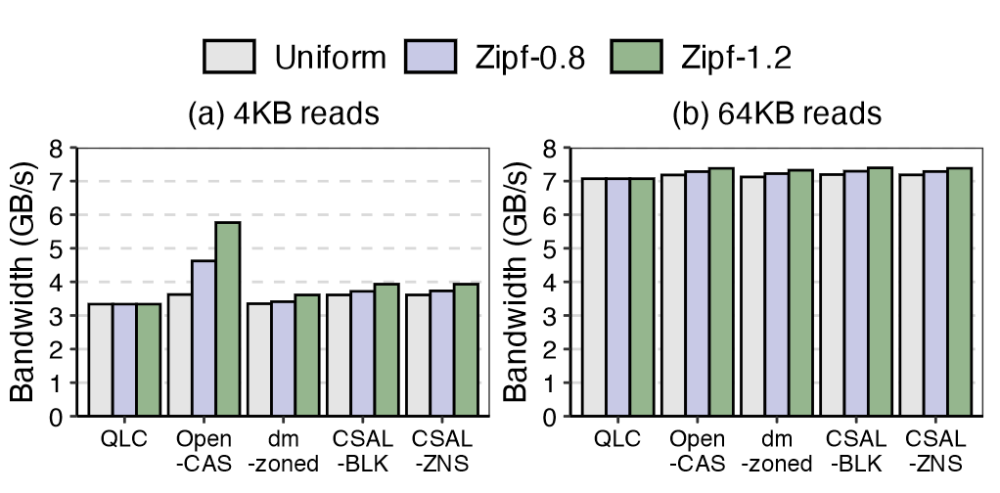 Uniform Zipf-0.8 Zipf-1.2
(a) 4KB reads
Bandwidth (GB/s)
8
7
6
5
4
3
2
1
0
QLC Open-CAS dm-zoned CSAL-BLK CSAL-ZNS
(b) 64KB reads
Bandwidth (GB/s)
8
7
6
5
4
3
2
1
0
QLC Open-CAS dm-zoned CSAL-BLK CSAL-ZNS